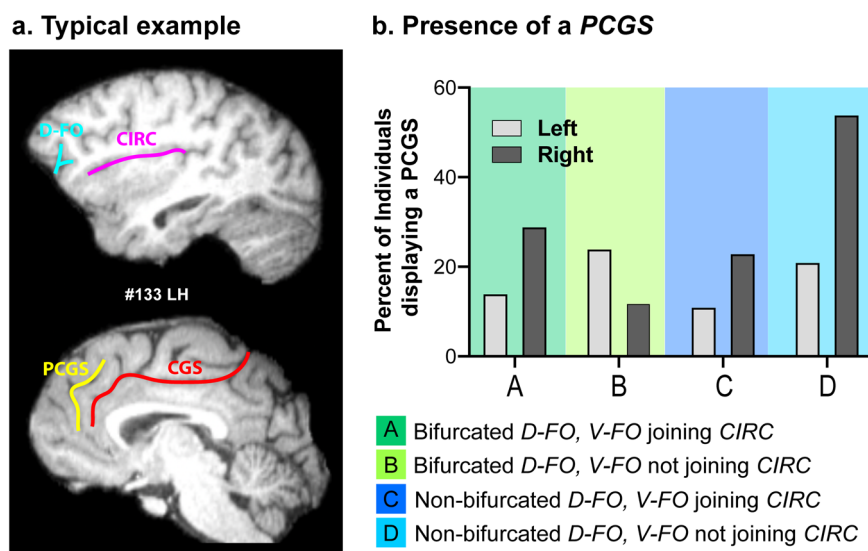 a. Typical example
D-FO
CIRC
#133 LH
PCGS
CGS
b. Presence of a PCGS
Percent of Individuals
displaying a PCGS
60
40
20
0
Left
Right
A
B
C
D
A Bifurcated D-FO, V-FO joining CIRC
B Bifurcated D-FO, V-FO not joining CIRC
C Non-bifurcated D-FO, V-FO joining CIRC
D Non-bifurcated D-FO, V-FO not joining CIRC